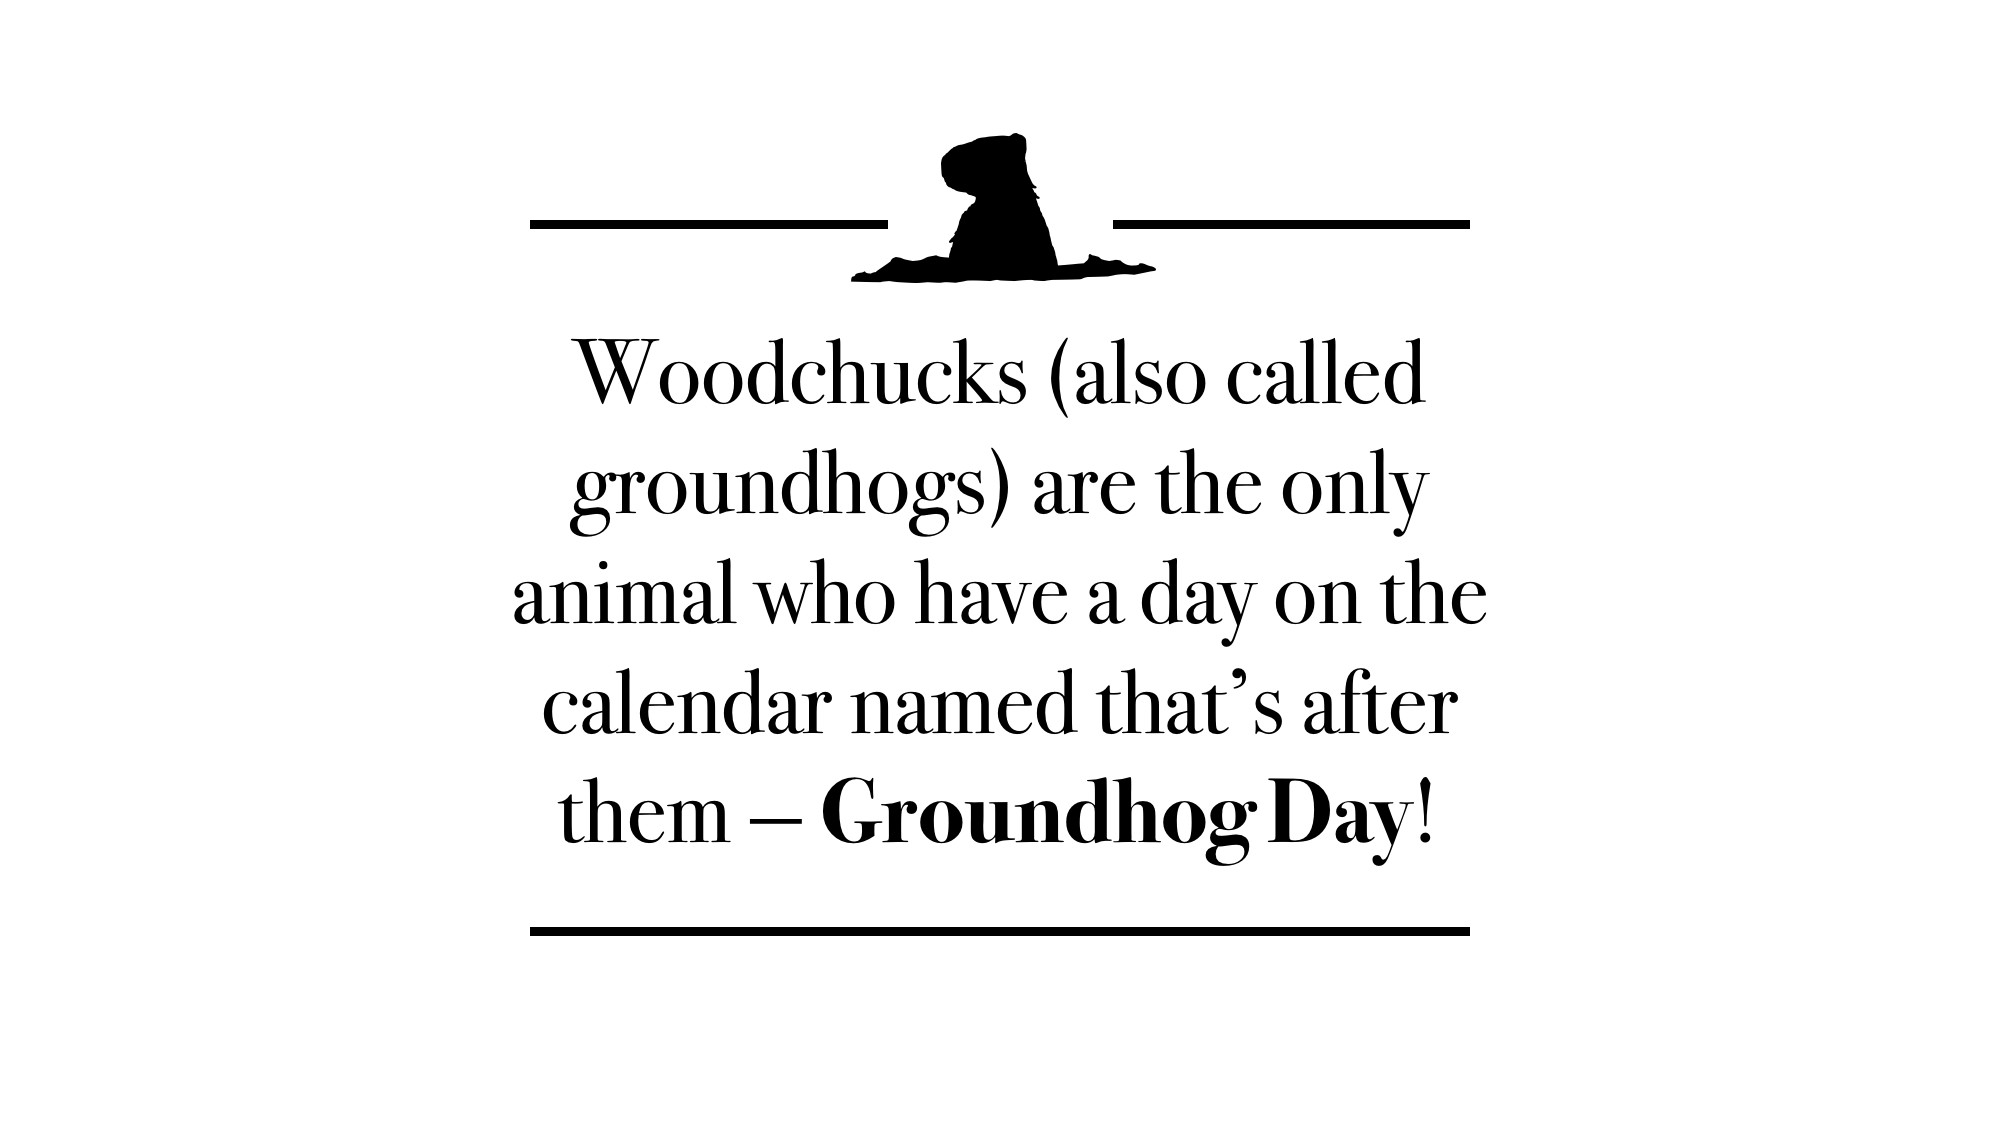 Woodchucks (also called
groundhogs) are the only
animal who have a day on the
calendar named that’s after
them – Groundhog Day!